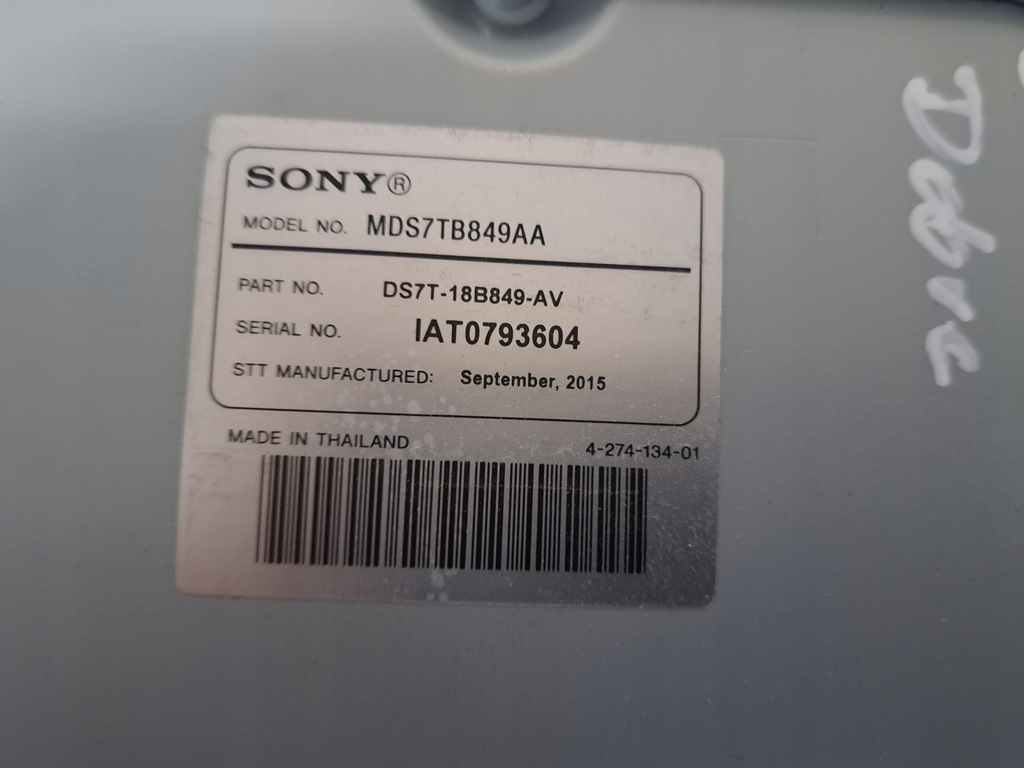 SONY®
MODEL NO. MDS7TB849AA
PART NO. DS7T-18B849-AV
SERIAL NO. IAT0793604
STT MANUFACTURED: September, 2015
MADE IN THAILAND 4-274-134-01